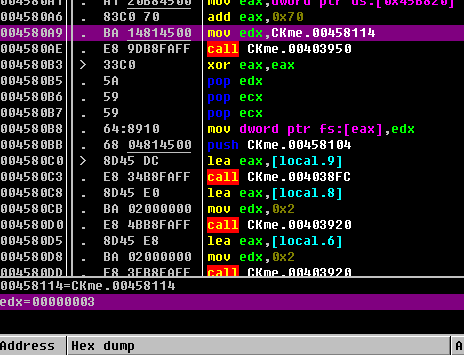 004580A1 . A1 20B84500 mov eax,dword ptr ds:[0x45B820]
004580A6 . 83C0 70 add eax,0x70
004580A9 . BA 14814500 mov edx,CKme.00458114
004580AE . E8 9DB8FAFF call CKme.00403950
004580B3 > 33C0 xor eax,eax
004580B5 . 5A pop edx
004580B6 . 59 pop ecx
004580B7 . 59 pop ecx
004580B8 . 64:8910 mov dword ptr fs:[eax],edx
004580BB . 68 04814500 push CKme.00458104
004580C0 > 8D45 DC lea eax,[local.9]
004580C3 . E8 34B8FAFF call CKme.004038FC
004580C8 . 8D45 E0 lea eax,[local.8]
004580CB . BA 02000000 mov edx,0x2
004580D0 . E8 4BB8FAFF call CKme.00403920
004580D5 . 8D45 E8 lea eax,[local.6]
004580D8 . BA 02000000 mov edx,0x2
004580DD . E8 3EB8FAFF call CKme.00403920
00458114=CKme.00458114
edx=00000003
Address Hex dump A